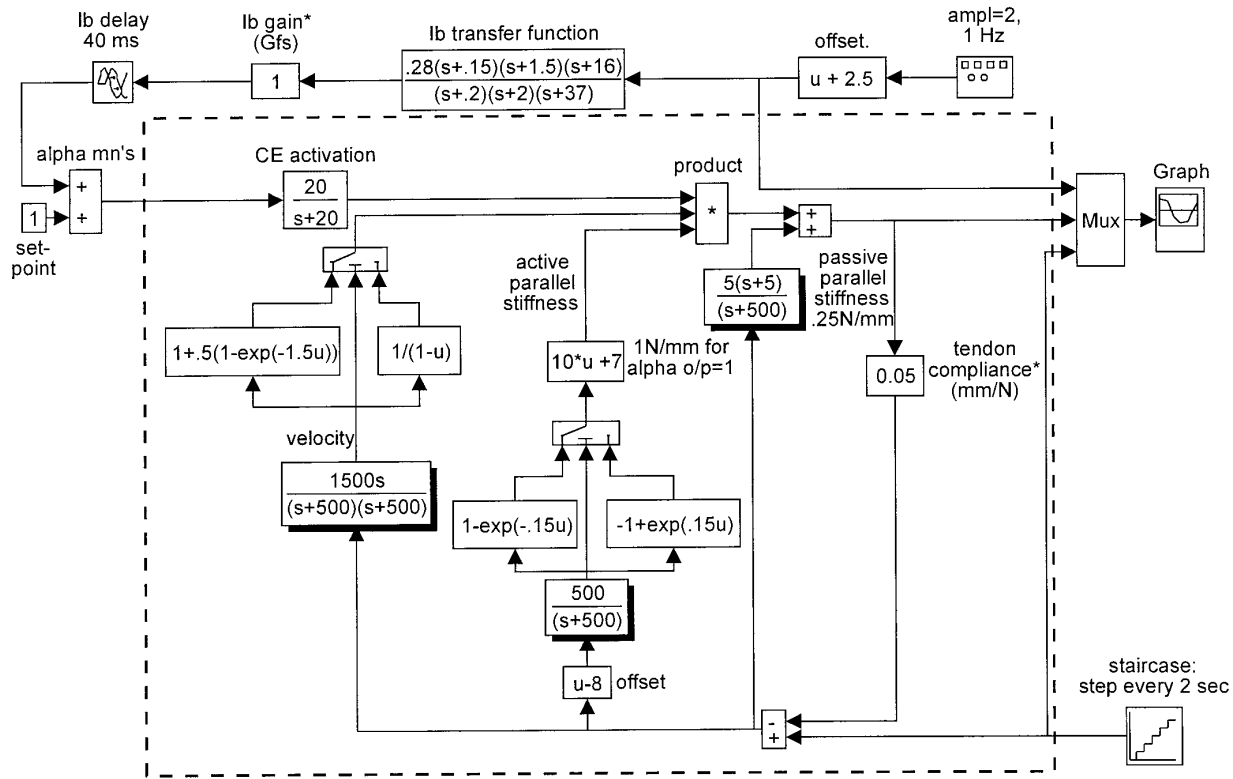 Ib delay
40 ms
Ib gain*
(Gfs)
1
Ib transfer function
.28(s+.15)(s+1.5)(s+16)
(s+.2)(s+2)(s+37)
offset.
u + 2.5
ampl=2,
1 Hz
alpha mn's
+
+
1
set-
point
CE activation
20
s+20
product
*
+
+
Mux
Graph
active
parallel
stiffness
5(s+5)
(s+500)
passive
parallel
stiffness
.25N/mm
1+.5(1-exp(-1.5u))
1/(1-u)
10*u +7
1N/mm for
alpha o/p=1
0.05
tendon
compliance*
(mm/N)
velocity
1500s
(s+500)(s+500)
1-exp(-.15u)
-1+exp(.15u)
500
(s+500)
u-8
offset
-
+
staircase:
step every 2 sec